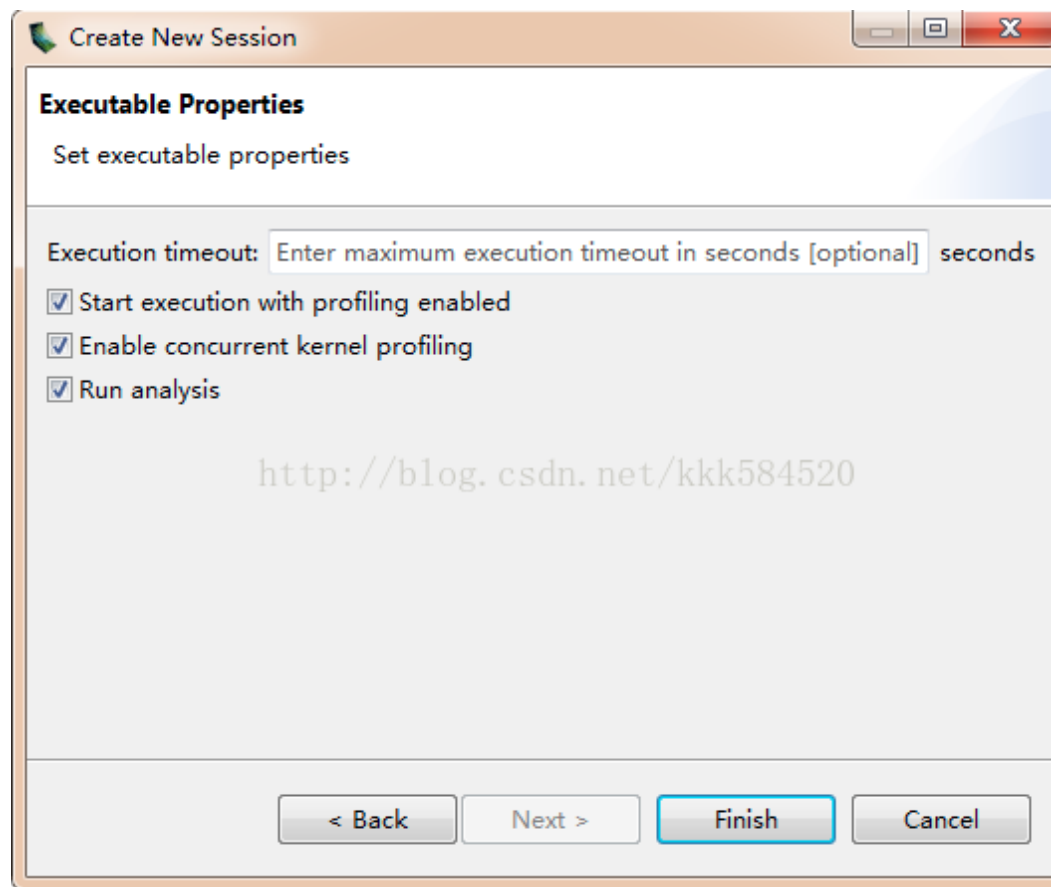 Create New Session
Executable Properties
Set executable properties
Execution timeout: Enter maximum execution timeout in seconds [optional] seconds
Start execution with profiling enabled
Enable concurrent kernel profiling
Run analysis
http://blog.csdn.net/kkk584520
< Back Next > Finish Cancel